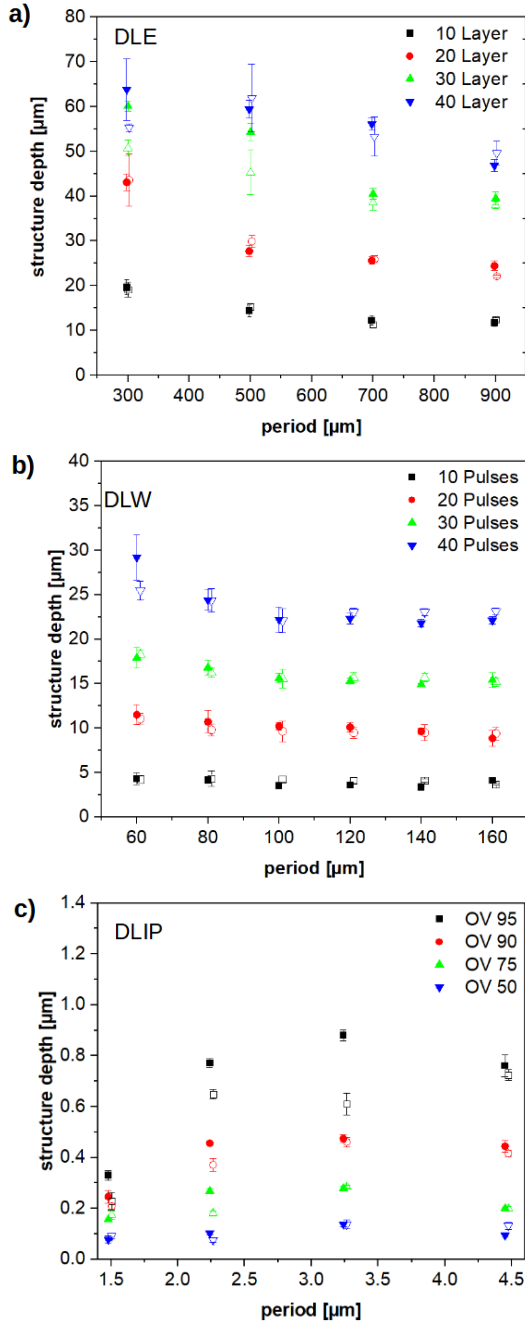 a)
DLE
10 Layer
20 Layer
30 Layer
40 Layer
structure depth [µm]
80
70
60
50
40
30
20
10
0
300 400 500 600 700 800 900
period [µm]
b)
DLW
10 Pulses
20 Pulses
30 Pulses
40 Pulses
structure depth [µm]
40
35
30
25
20
15
10
5
0
60 80 100 120 140 160
period [µm]
c)
DLIP
OV 95
OV 90
OV 75
OV 50
structure depth [µm]
1.4
1.2
1.0
0.8
0.6
0.4
0.2
0.0
1.5 2.0 2.5 3.0 3.5 4.0 4.5
period [µm]